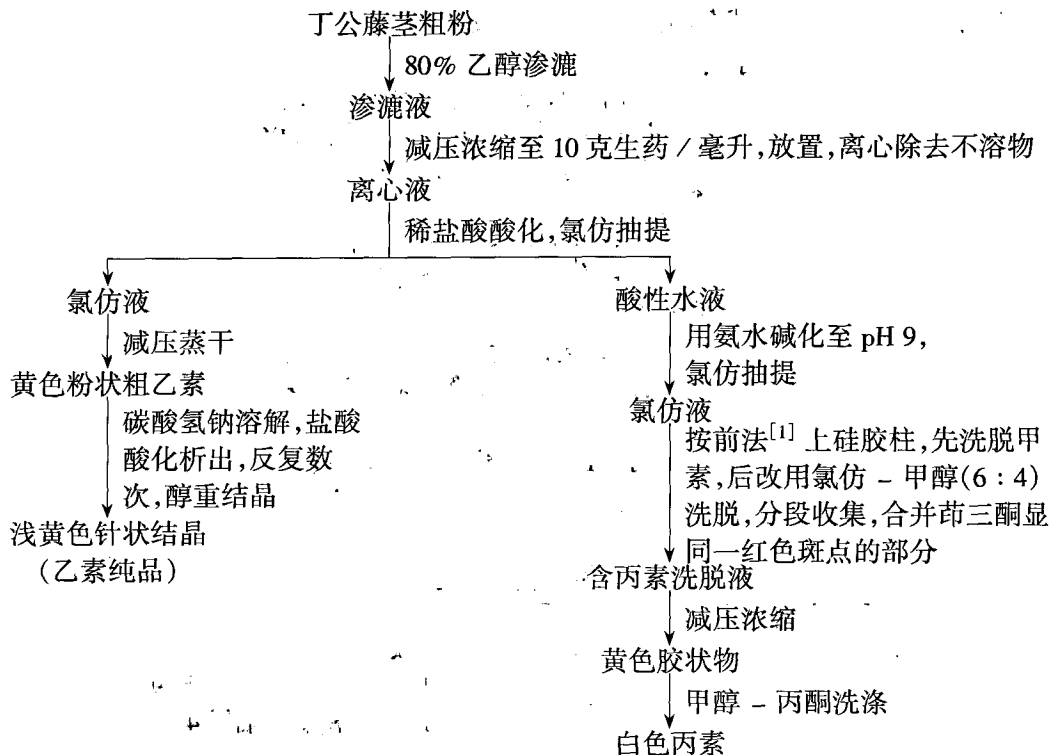 丁公藤茎粗粉
80% 乙醇渗漉
渗漉液
减压浓缩至 10 克生药 / 毫升,放置,离心除去不溶物
离心液
稀盐酸酸化,氯仿抽提
氯仿液
减压蒸干
黄色粉状粗乙素
碳酸氢钠溶解,盐酸
酸化析出,反复数
次,醇重结晶
浅黄色针状结晶
(乙素纯品)
酸性水液
用氨水碱化至 pH 9,
氯仿抽提
氯仿液
按前法[1] 上硅胶柱,先洗脱甲
素,后改用氯仿 – 甲醇(6 : 4)
洗脱,分段收集,合并茚三酮显
同一红色斑点的部分
含丙素洗脱液
减压浓缩
黄色胶状物
甲醇 – 丙酮洗涤
白色丙素